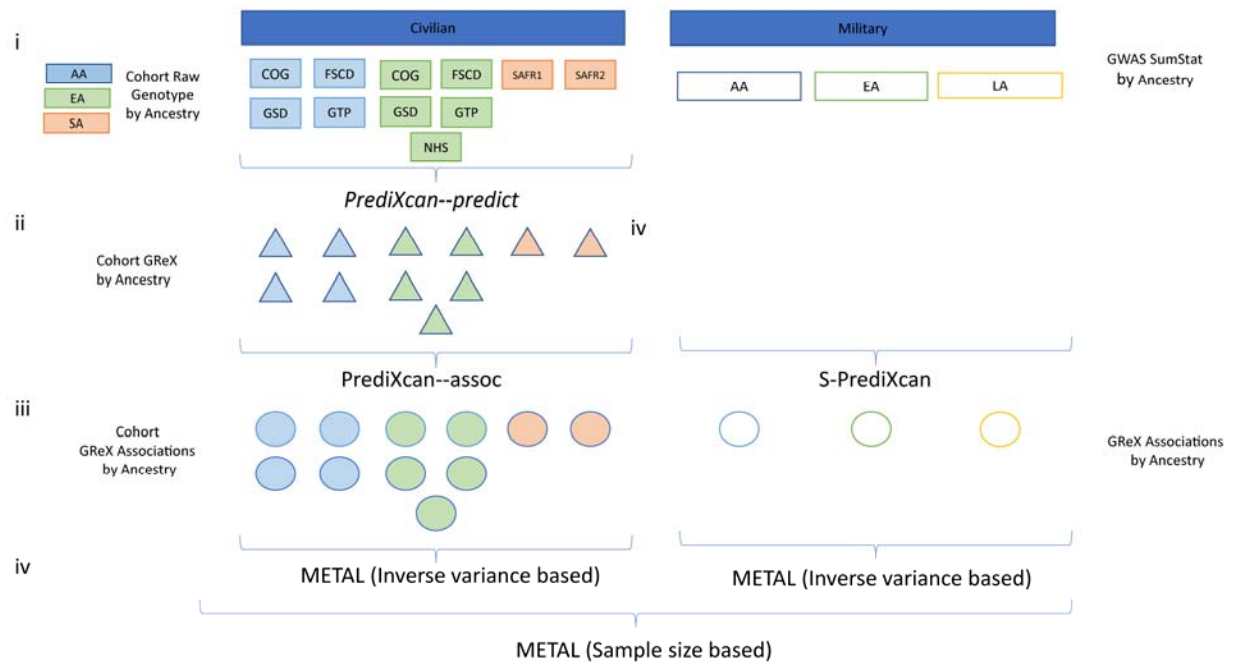 Civilian
Military
i
AA
EA
SA
Cohort Raw
Genotype
by Ancestry
COG
FSCD
COG
FSCD
SAFR1
SAFR2
GSD
GTP
GSD
GTP
NHS
AA
EA
LA
GWAS SumStat
by Ancestry
PrediXcan--predict
ii
iv
Cohort GReX
by Ancestry
PrediXcan--assoc
S-PrediXcan
iii
Cohort
GReX Associations
by Ancestry
GReX Associations
by Ancestry
iv
METAL (Inverse variance based)
METAL (Inverse variance based)
METAL (Sample size based)